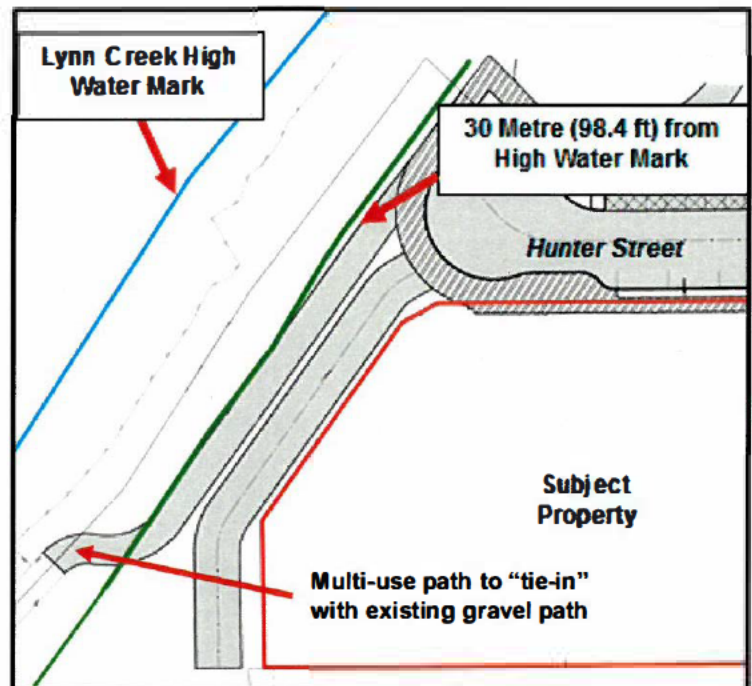 Lynn Creek High
Water Mark
30 Metre (98.4 ft) from
High Water Mark
Hunter Street
Subject
Property
Multi-use path to “tie-in”
with existing gravel path